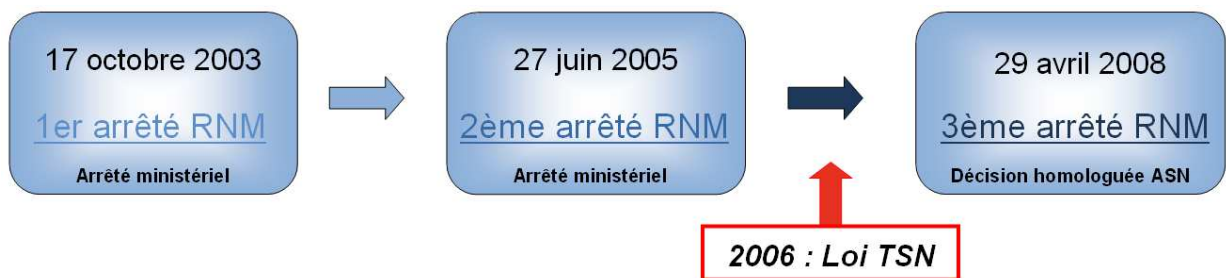 17 octobre 2003
1er arrêté RNM
Arrêté ministériel
27 juin 2005
2ème arrêté RNM
Arrêté ministériel
29 avril 2008
3ème arrêté RNM
Décision homologuée ASN
2006 : Loi TSN